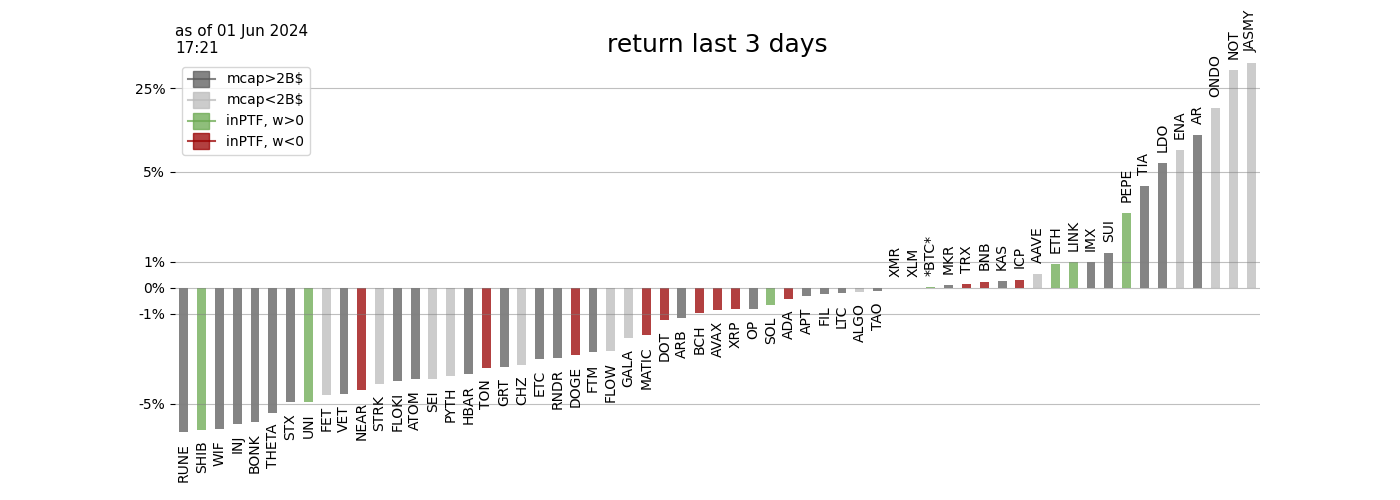 as of 01 Jun 2024
17:21
return last 3 days
mcap>2B$
mcap<2B$
inPTF, w>0
inPTF, w<0
25%
5%
1%
0%
-1%
-5%
RUNE
SHIB
WIF
INJ
BONK
THETA
STX
UNI
FET
VET
NEAR
STRK
FLOKI
ATOM
SEI
PYTH
HBAR
TON
GRT
CHZ
ETC
RNDR
DOGE
FTM
FLOW
GALA
MATIC
DOT
ARB
BCH
AVAX
XRP
OP
SOL
ADA
APT
FIL
LTC
ALGO
TAO
XMR
XLM
*BTC*
MKR
TRX
BNB
KAS
ICP
AAVE
ETH
LINK
IMX
SUI
PEPE
TIA
LDO
ENA
AR
ONDO
NOT
JASMY